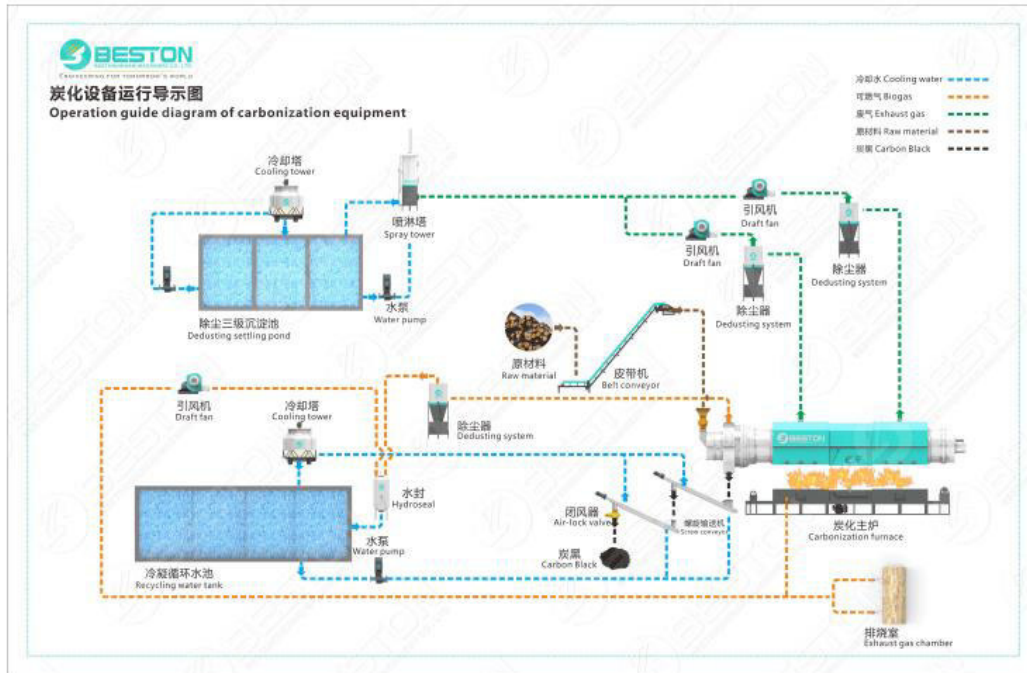 BESTON
ENGINEERING FOR TOMORROW'S WORLD
炭化设备运行导示图
Operation guide diagram of carbonization equipment
冷却水 Cooling water
可燃气 Biogas
废气 Exhaust gas
原材料 Raw material
炭黑 Carbon Black
冷却塔
Cooling tower
喷淋塔
Spray tower
引风机
Draft fan
引风机
Draft fan
除尘器
Dedusting system
除尘器
Dedusting system
水泵
Water pump
除尘三级沉淀池
Dedusting settling pond
原材料
Raw material
皮带机
Belt conveyor
引风机
Draft fan
冷却塔
Cooling tower
除尘器
Dedusting system
BESTON
水封
Hydroseal
闭风器
Air-lock valve
螺旋输送机
Screw conveyor
炭化主炉
Carbonization furnace
水泵
Water pump
炭黑
Carbon Black
冷凝循环水池
Recycling water tank
排烧室
Exhaust gas chamber